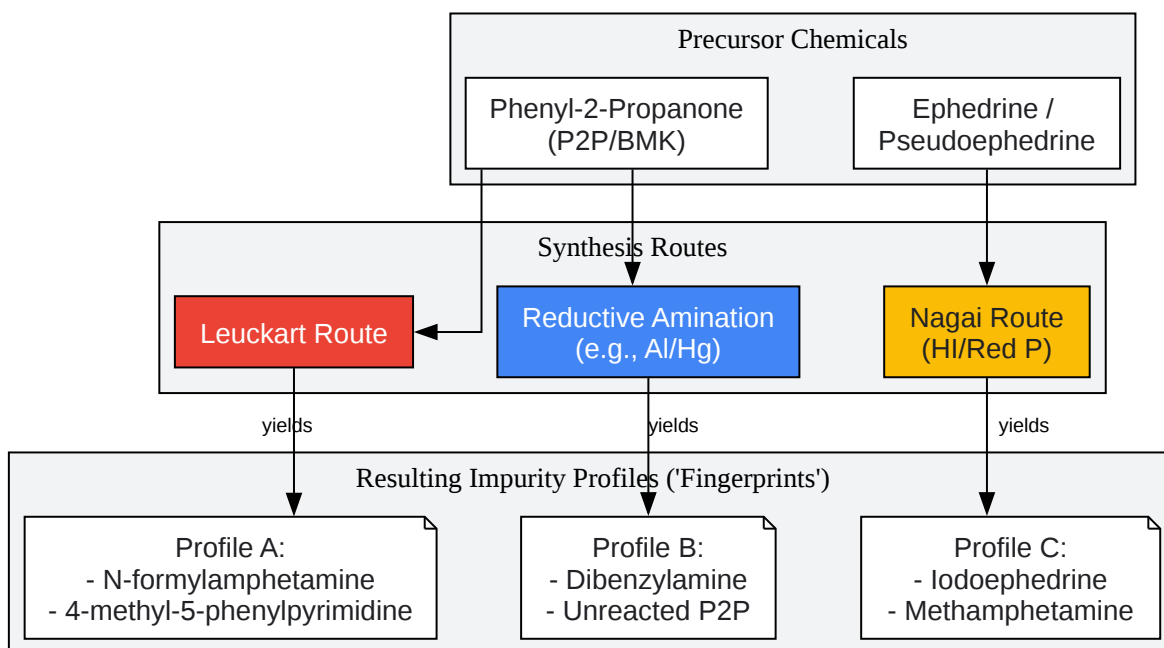 Precursor Chemicals
Phenyl-2-Propanone
(P2P/BMK)
Ephedrine /
Pseudoephedrine
Synthesis Routes
Leuckart Route
Reductive Amination
(e.g., Al/Hg)
Nagai Route
(HI/Red P)
yields
yields
yields
Resulting Impurity Profiles ('Fingerprints')
Profile A:
- N-formylamphetamine
- 4-methyl-5-phenylpyrimidine
Profile B:
- Dibenzylamine
- Unreacted P2P
Profile C:
- Iodoephedrine
- Methamphetamine